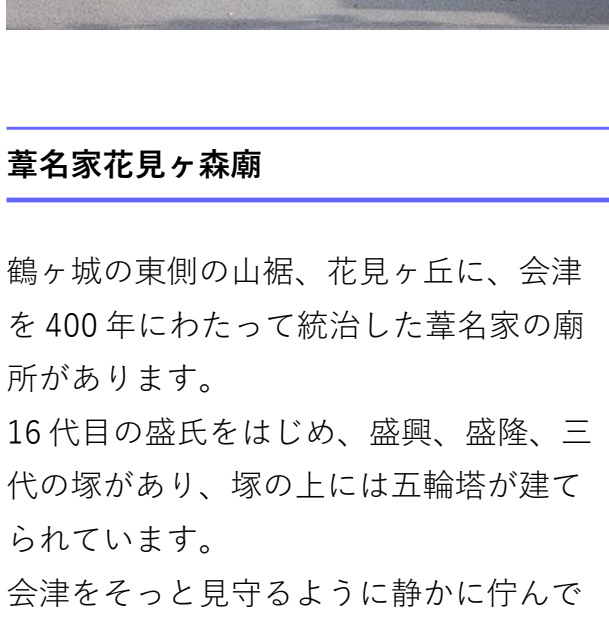 葦名家花見ヶ森廟
鶴ヶ城の東側の山裾、花見ヶ丘に、会津
を400年にわたって統治した葦名家の廟
所があります。
16代目の盛氏をはじめ、盛興、盛隆、三
代の塚があり、塚の上には五輪塔が建て
られています。
会津をそっと見守るように静かに佇んで